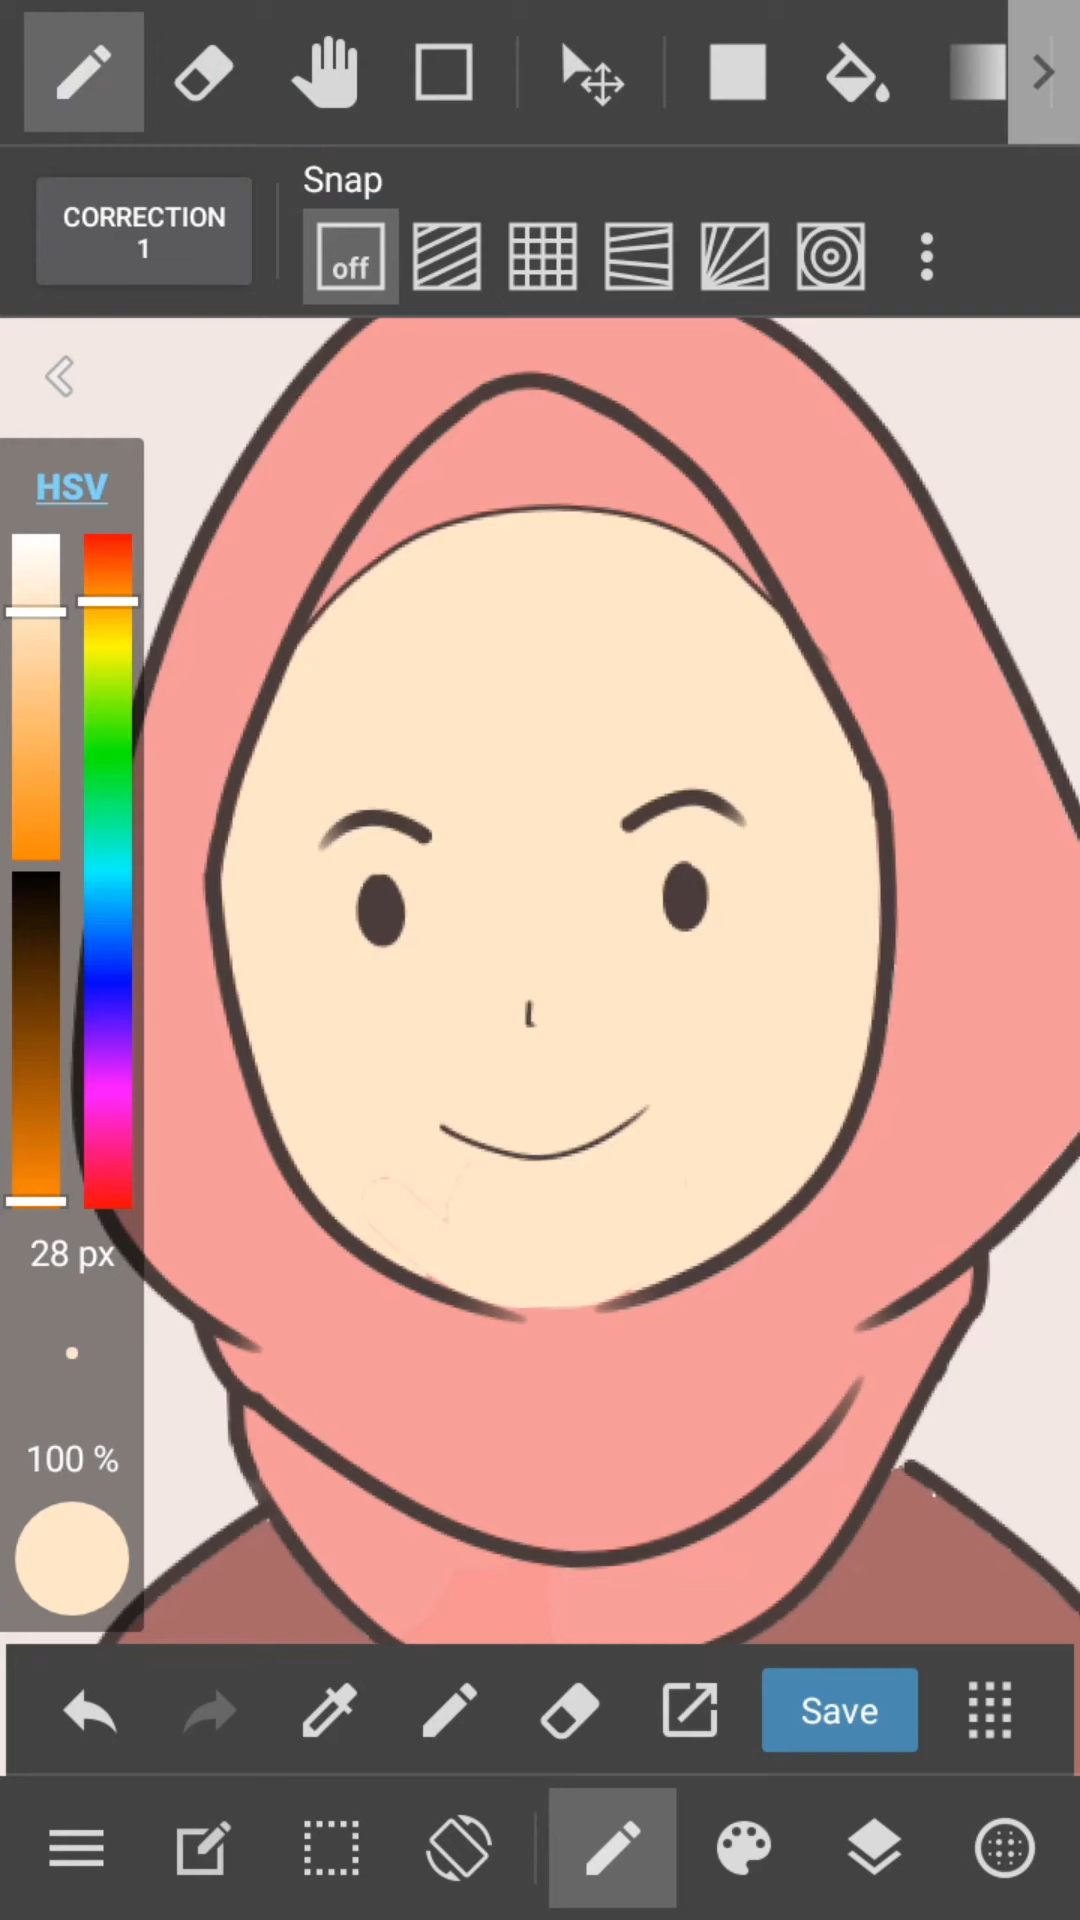 Snap
CORRECTION
1
off
HSV
28 px
100 %
Save